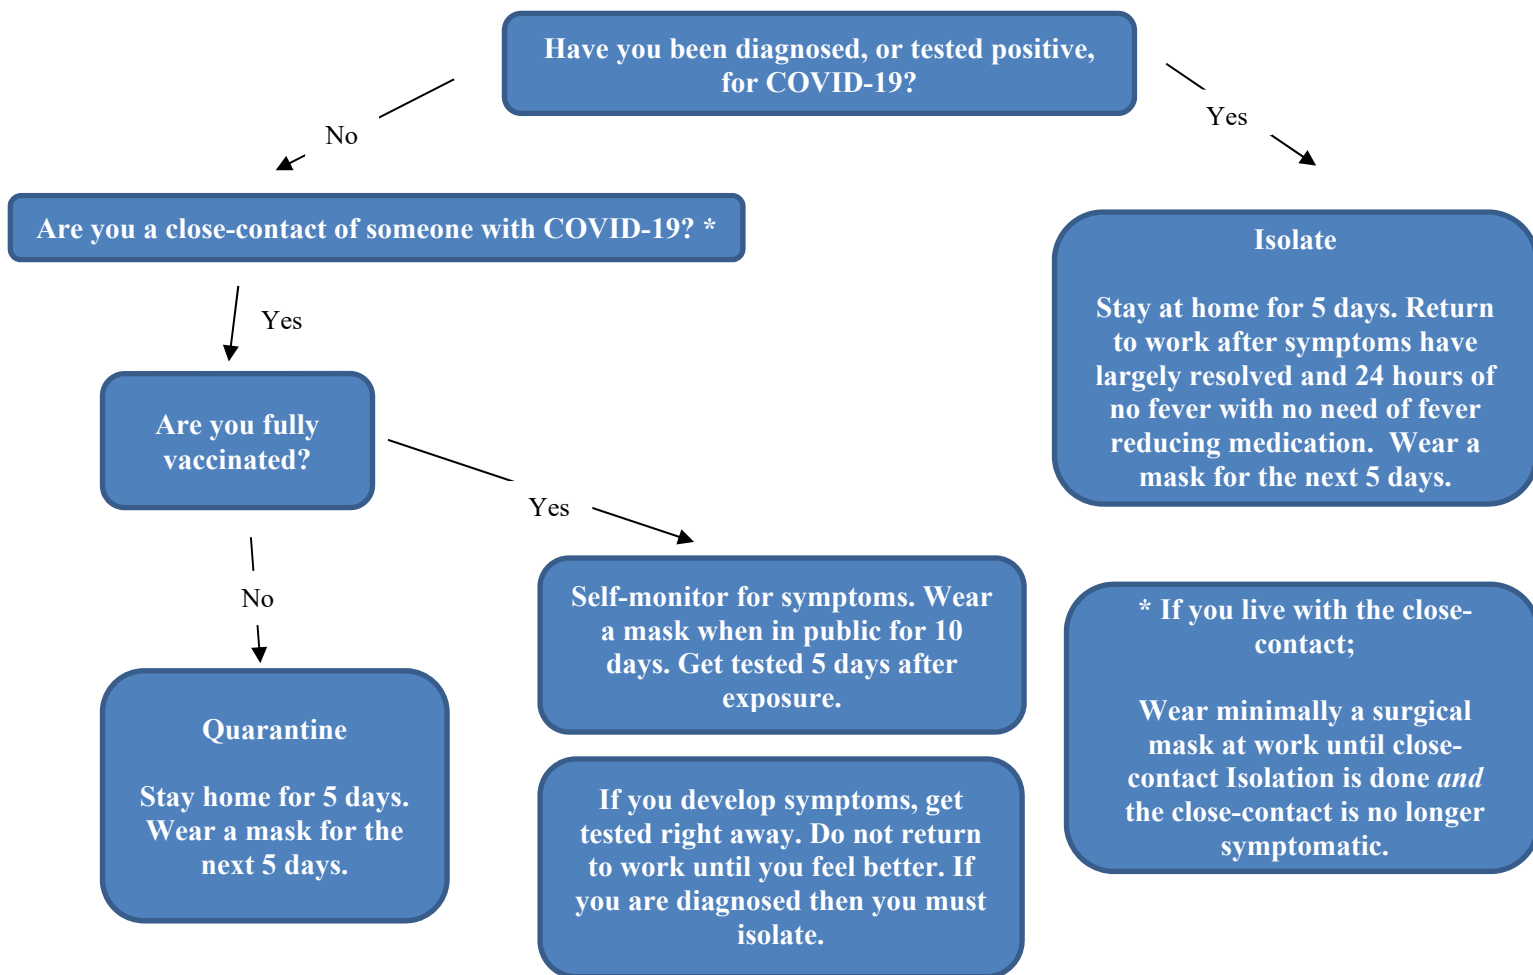 Have you been diagnosed, or tested positive,
for COVID-19?
No
Yes
Are you a close-contact of someone with COVID-19? *
Yes
Isolate
Stay at home for 5 days. Return
to work after symptoms have
largely resolved and 24 hours of
no fever with no need of fever
reducing medication.  Wear a
mask for the next 5 days.
Are you fully
vaccinated?
Yes
No
Self-monitor for symptoms. Wear
a mask when in public for 10
days. Get tested 5 days after
exposure.
* If you live with the close-
contact;
Wear minimally a surgical
mask at work until close-
contact Isolation is done and
the close-contact is no longer
symptomatic.
Quarantine
Stay home for 5 days.
Wear a mask for the
next 5 days.
If you develop symptoms, get
tested right away. Do not return
to work until you feel better. If
you are diagnosed then you must
isolate.